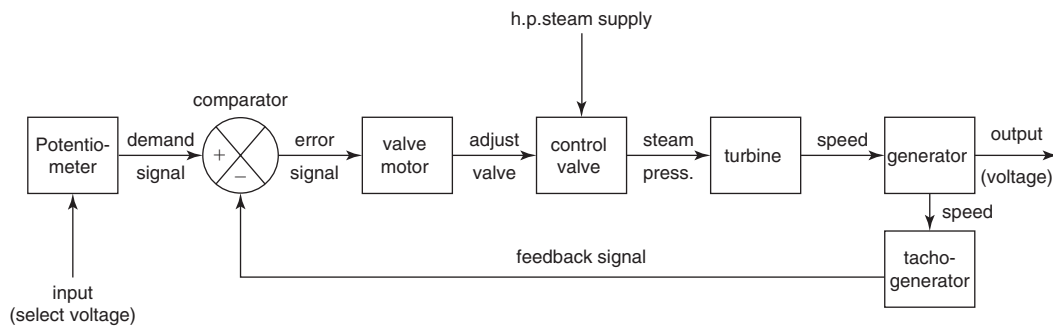 h.p.steam supply
comparator
Potentio-
meter
demand
signal
+
−
error
signal
valve
motor
adjust
valve
control
valve
steam
press.
turbine
speed
generator
output
(voltage)
speed
tacho-
generator
feedback signal
input
(select voltage)